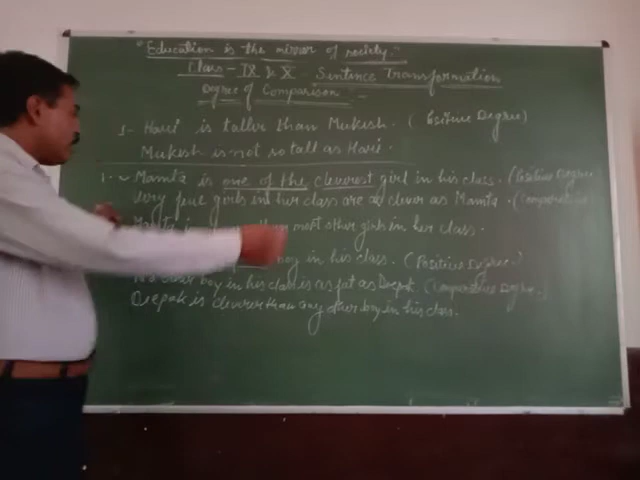 "Education is the mirror of society."
Class - IX & X - Sentence Transformation
Degree of Comparison -
1- Hari is taller than Mukesh. (Positive Degree)
Mukesh is not so tall as Hari.
1- Mamta is one of the cleverest girl in his class. (Positive Degree
Very few girls in her class are as clever as Mamta. (Comparative
most other girls in her class.
boy in his class. (Positive Degree.)
boy in his class is as fat as Deepak (Comparative Degree.)
Deepak is cleverer than any other boy in his class.